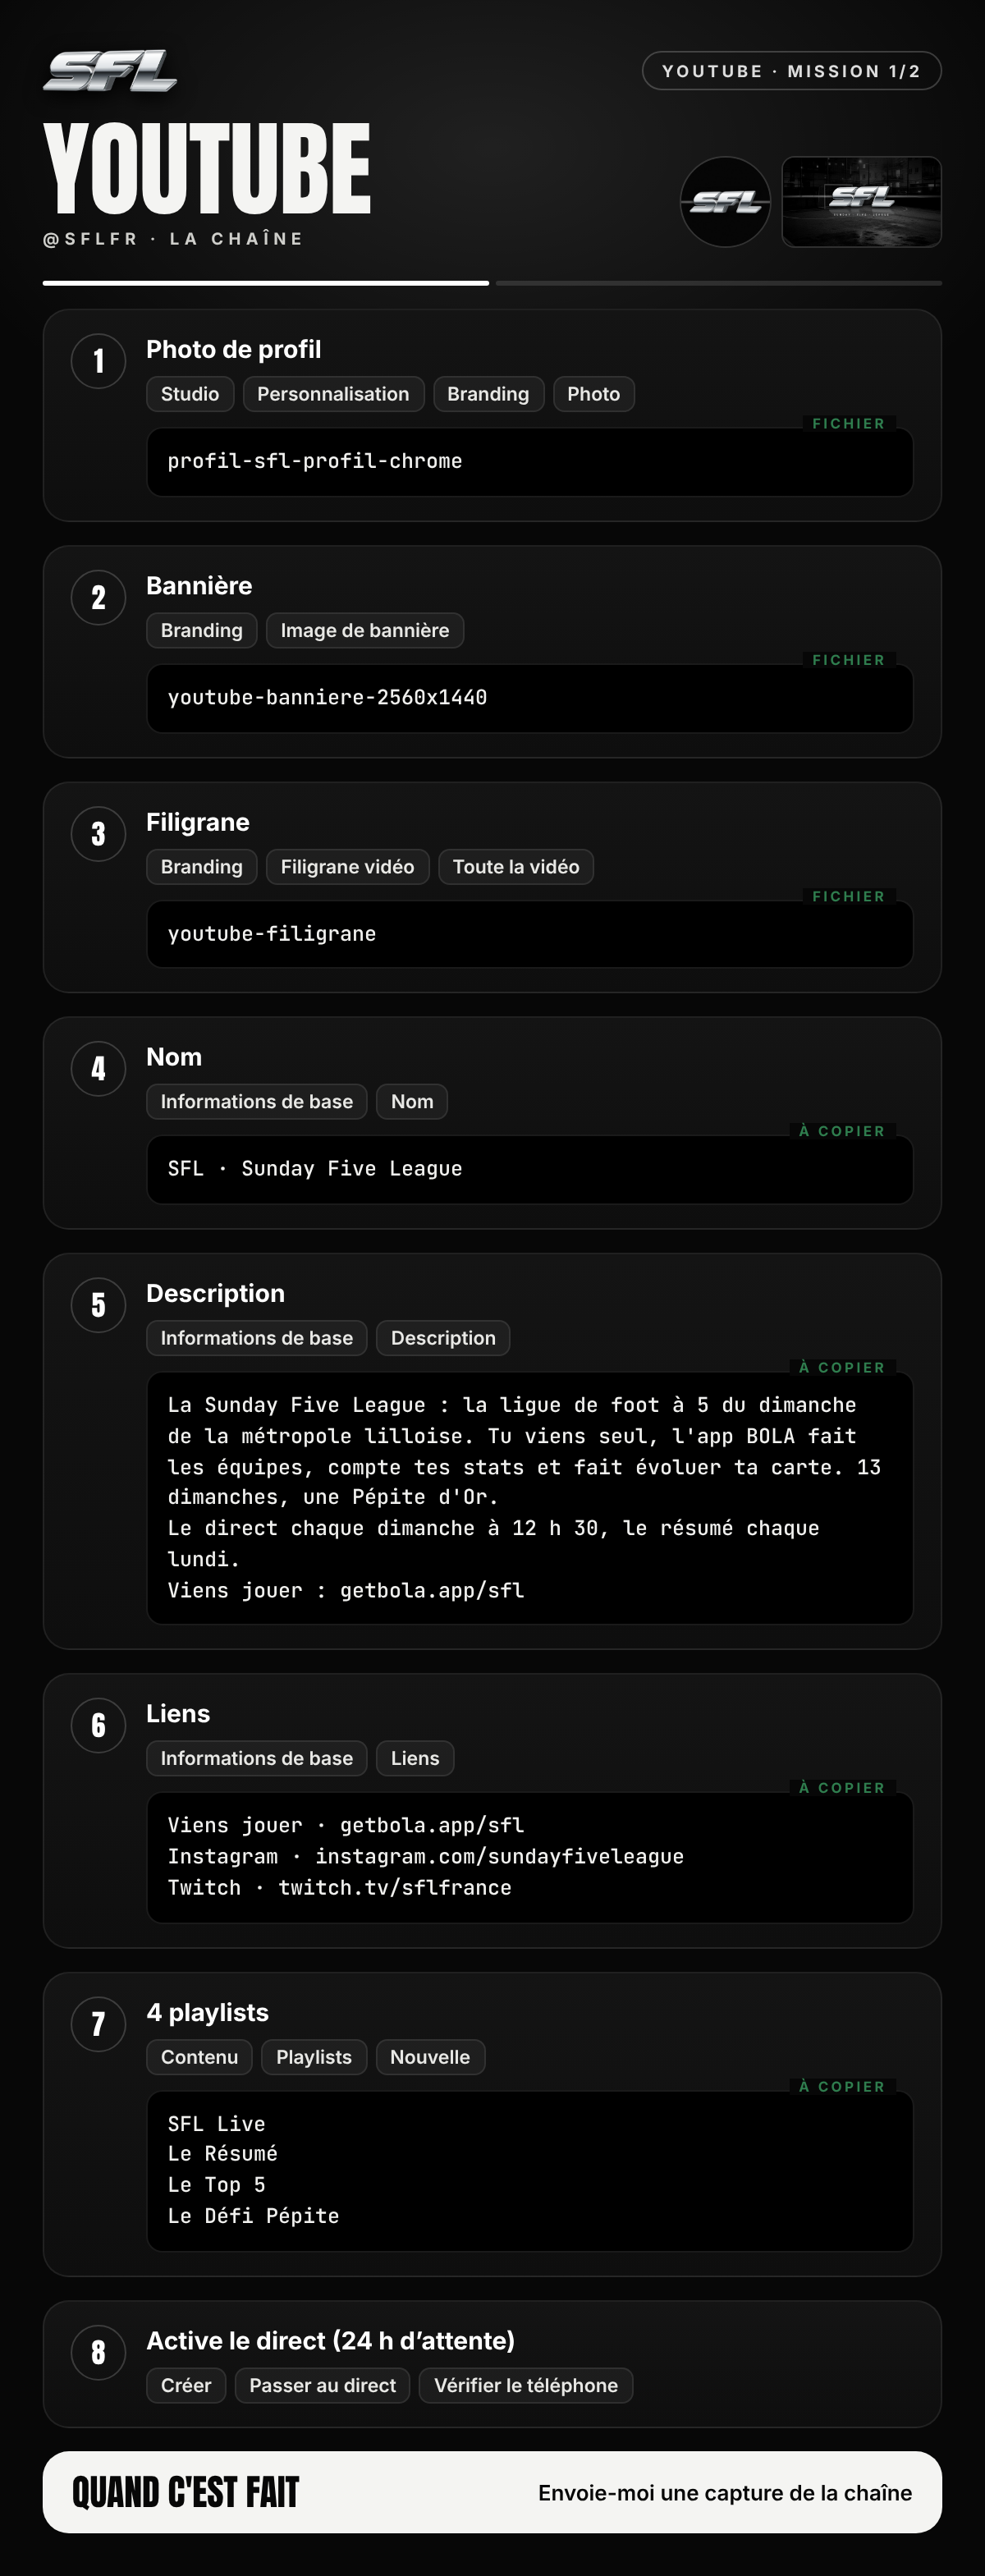 SFL
YOUTUBE · MISSION 1/2
YOUTUBE
@SFLFR · LA CHAÎNE
SFL
SFL
1
Photo de profil
Studio
Personnalisation
Branding
Photo
FICHIER
profil-sfl-profil-chrome
2
Bannière
Branding
Image de bannière
FICHIER
youtube-banniere-2560x1440
3
Filigrane
Branding
Filigrane vidéo
Toute la vidéo
FICHIER
youtube-filigrane
4
Nom
Informations de base
Nom
À COPIER
SFL · Sunday Five League
5
Description
Informations de base
Description
À COPIER
La Sunday Five League : la ligue de foot à 5 du dimanche
de la métropole lilloise. Tu viens seul, l'app BOLA fait
les équipes, compte tes stats et fait évoluer ta carte. 13
dimanches, une Pépite d'Or.
Le direct chaque dimanche à 12 h 30, le résumé chaque
lundi.
Viens jouer : getbola.app/sfl
6
Liens
Informations de base
Liens
À COPIER
Viens jouer · getbola.app/sfl
Instagram · instagram.com/sundayfiveleague
Twitch · twitch.tv/sflfrance
7
4 playlists
Contenu
Playlists
Nouvelle
À COPIER
SFL Live
Le Résumé
Le Top 5
Le Défi Pépite
8
Active le direct (24 h d’attente)
Créer
Passer au direct
Vérifier le téléphone
QUAND C'EST FAIT
Envoie-moi une capture de la chaîne